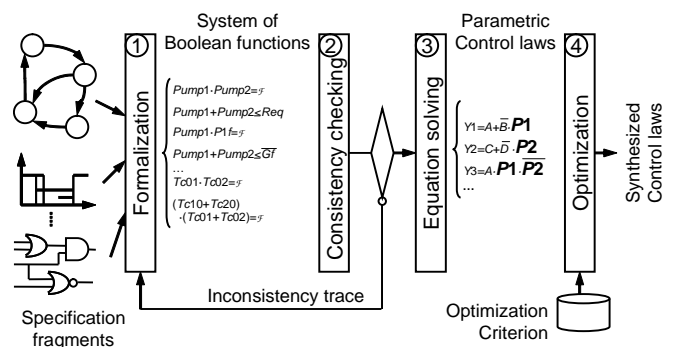 System of
Boolean functions
Parametric
Control laws
1
2
3
4
Formalization
Pump1·Pump2=ℱ
Pump1+Pump2≤Req
Pump1·P1f=ℱ
Pump1+Pump2≤G̅f̅
...
Tc01·Tc02=ℱ
(Tc10+Tc20)
·(Tc01+Tc02)=ℱ
Consistency checking
Equation solving
Y1=A+B̅·P1
Y2=C+D̅·P2
Y3=A·P1·P̅2̅
...
Optimization
Synthesized
Control laws
Inconsistency trace
Specification
fragments
Optimization
Criterion